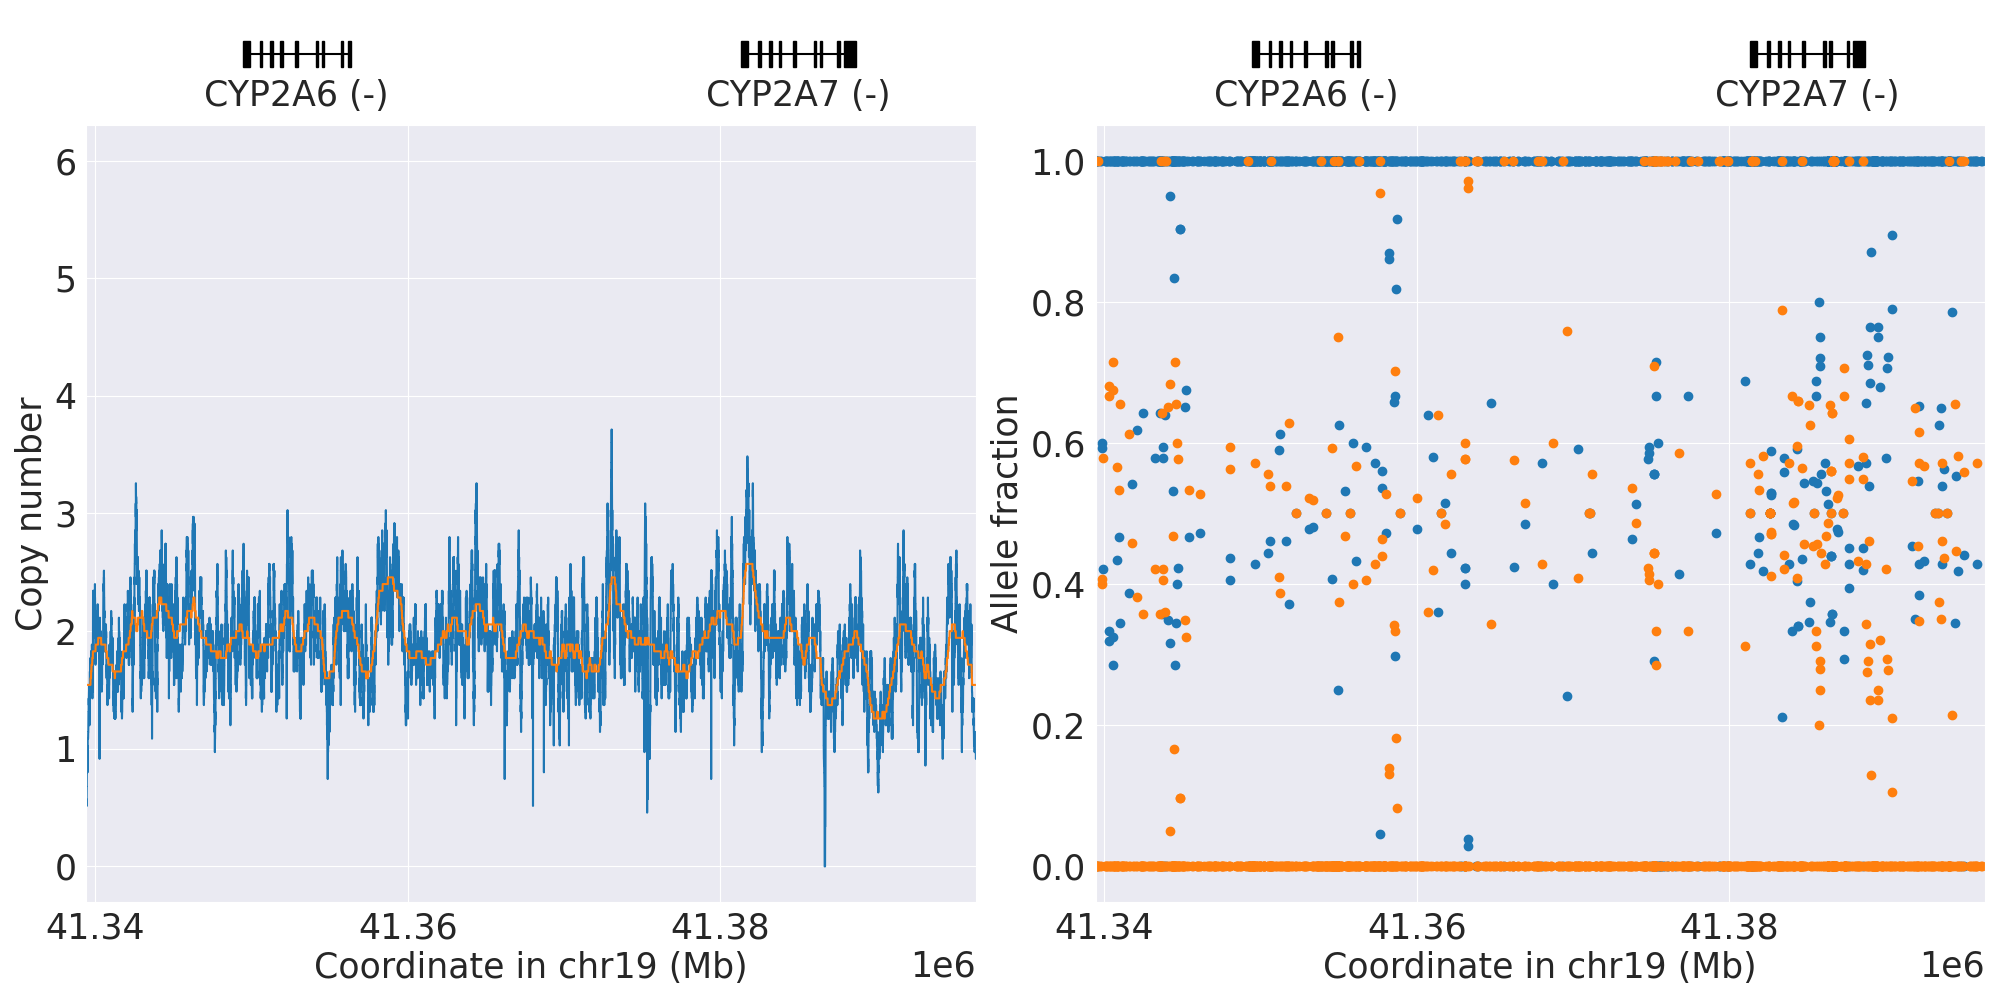 CYP2A6 (-)
CYP2A7 (-)
6
5
4
3
2
1
0
Copy number
41.34
41.36
41.38
Coordinate in chr19 (Mb)
1e6
CYP2A6 (-)
CYP2A7 (-)
1.0
0.8
0.6
0.4
0.2
0.0
Allele fraction
41.34
41.36
41.38
Coordinate in chr19 (Mb)
1e6